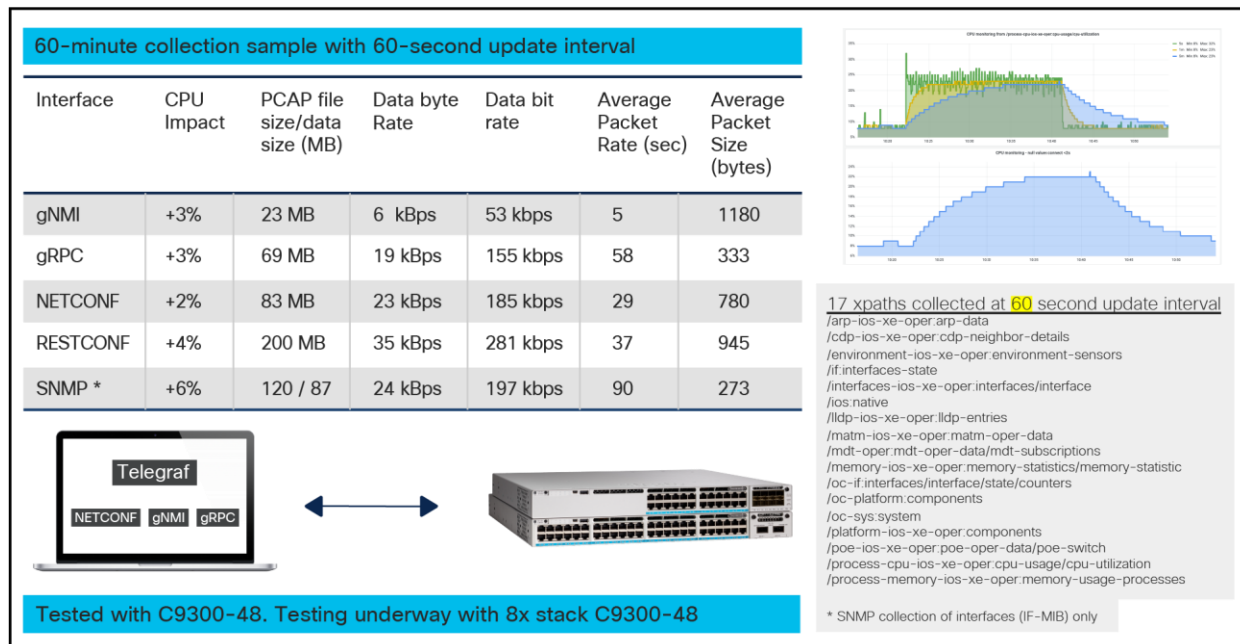 60-minute collection sample with 60-second update interval
Interface CPU Impact PCAP file size/data size (MB) Data byte Rate Data bit rate Average Packet Rate (sec) Average Packet Size (bytes)
gNMI +3% 23 MB 6 kBps 53 kbps 5 1180
gRPC +3% 69 MB 19 kBps 155 kbps 58 333
NETCONF +2% 83 MB 23 kBps 185 kbps 29 780
RESTCONF +4% 200 MB 35 kBps 281 kbps 37 945
SNMP * +6% 120 / 87 24 kBps 197 kbps 90 273
Telegraf
NETCONF gNMI gRPC
Tested with C9300-48. Testing underway with 8x stack C9300-48
17 xpaths collected at 60 second update interval
/arp-ios-xe-oper:arp-data
/cdp-ios-xe-oper:cdp-neighbor-details
/environment-ios-xe-oper:environment-sensors
/if:interfaces-state
/interfaces-ios-xe-oper:interfaces/interface
/ios:native
/lldp-ios-xe-oper:lldp-entries
/matm-ios-xe-oper:matm-oper-data
/mdt-oper:mdt-oper-data/mdt-subscriptions
/memory-ios-xe-oper:memory-statistics/memory-statistic
/oc-if:interfaces/interface/state/counters
/oc-platform:components
/oc-sys:system
/platform-ios-xe-oper:components
/poe-ios-xe-oper:poe-oper-data/poe-switch
/process-cpu-ios-xe-oper:cpu-usage/cpu-utilization
/process-memory-ios-xe-oper:memory-usage-processes
* SNMP collection of interfaces (IF-MIB) only